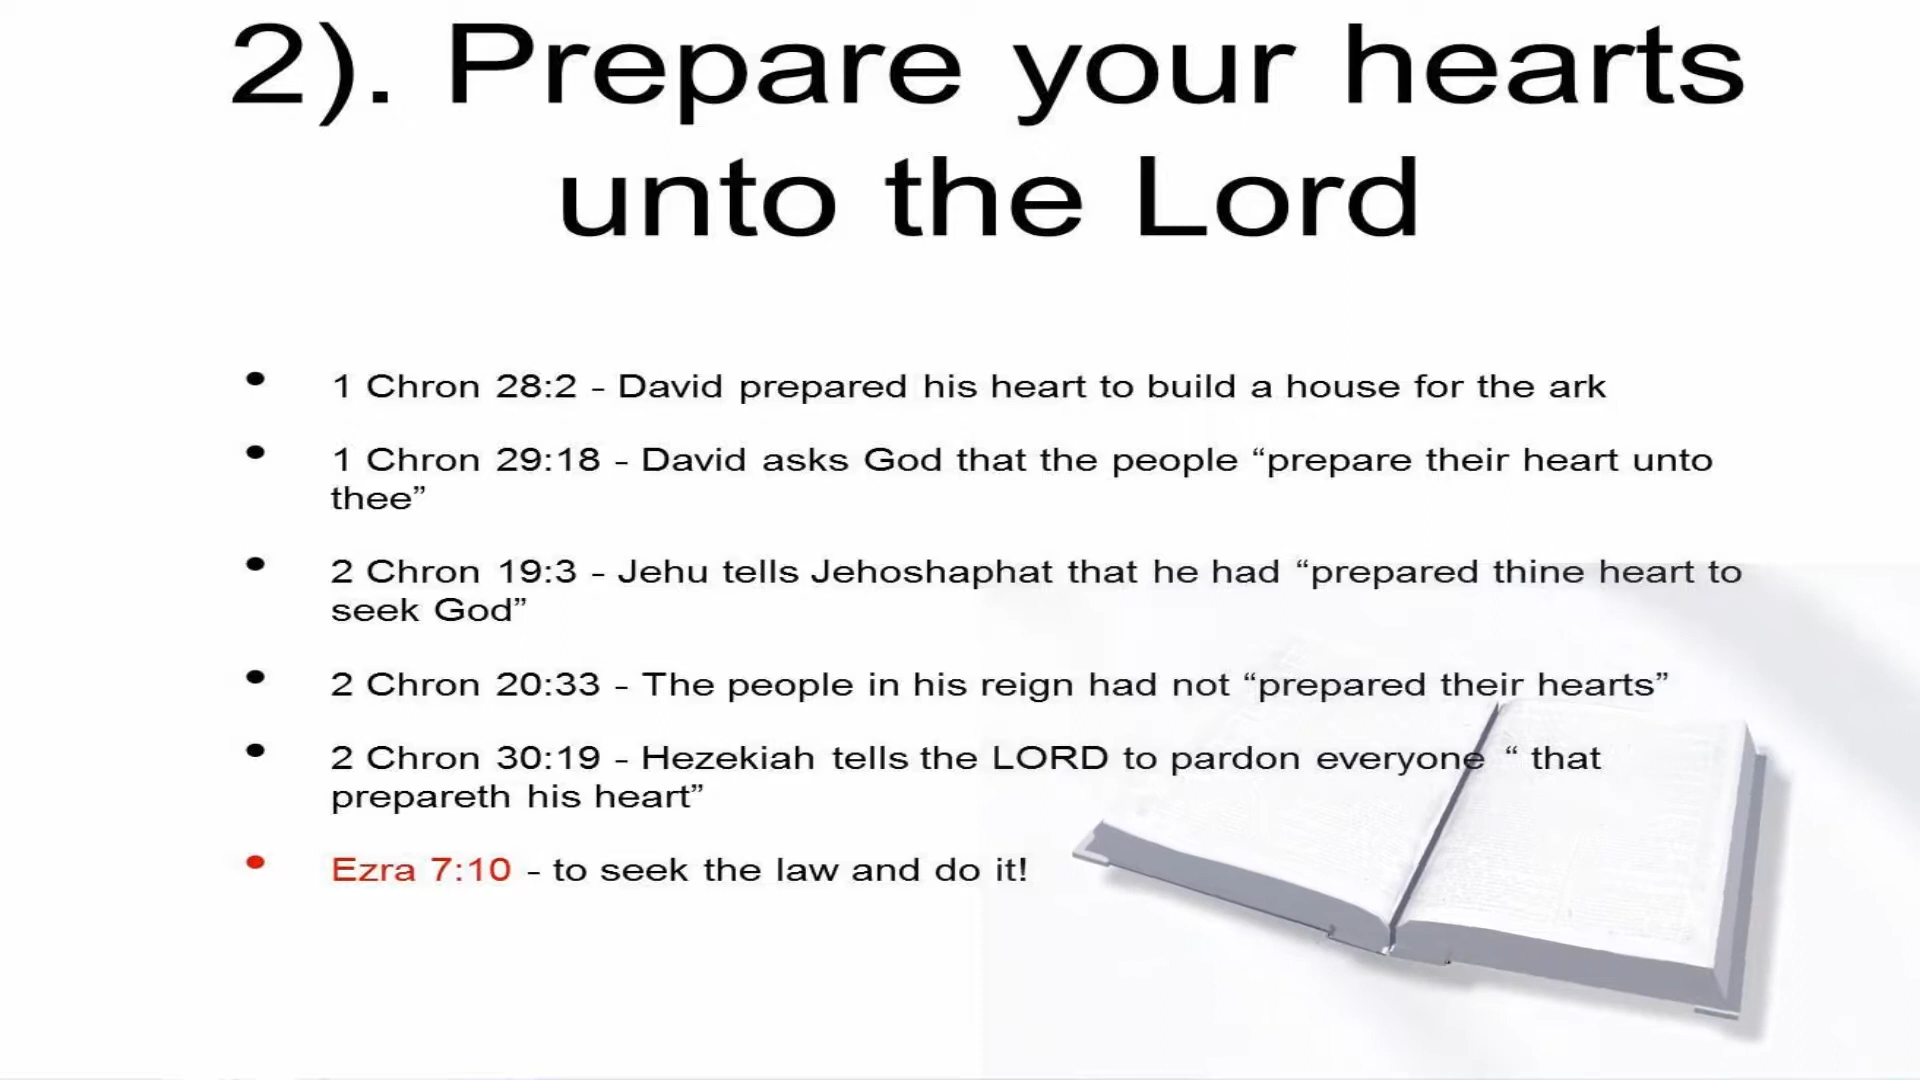 2). Prepare your hearts
unto the Lord
• 1 Chron 28:2 - David prepared his heart to build a house for the ark
• 1 Chron 29:18 - David asks God that the people “prepare their heart unto
thee”
• 2 Chron 19:3 - Jehu tells Jehoshaphat that he had “prepared thine heart to
seek God”
• 2 Chron 20:33 - The people in his reign had not “prepared their hearts”
• 2 Chron 30:19 - Hezekiah tells the LORD to pardon everyone “ that
prepareth his heart”
• Ezra 7:10 - to seek the law and do it!